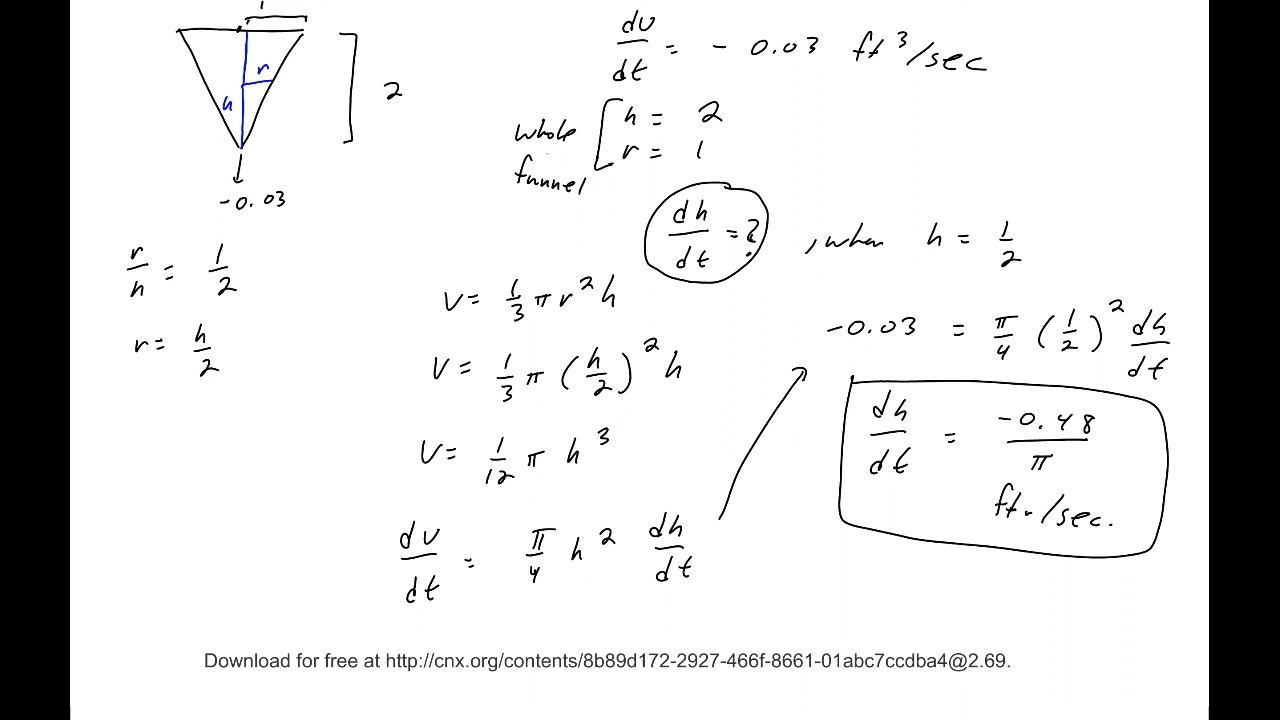 1
r
h
2
-0.03
r/h = 1/2
r = h/2
dv/dt = - 0.03 ft³/sec
whole funnel [ h = 2
r = 1
dh/dt = ? , when h = 1/2
V = 1/3 π r² h
V = 1/3 π (h/2)² h
V = 1/12 π h³
dv/dt = π/4 h² dh/dt
-0.03 = π/4 (1/2)² dh/dt
dh/dt = -0.48/π
ft./sec.
Download for free at http://cnx.org/contents/8b89d172-2927-466f-8661-01abc7ccdba4@2.69.